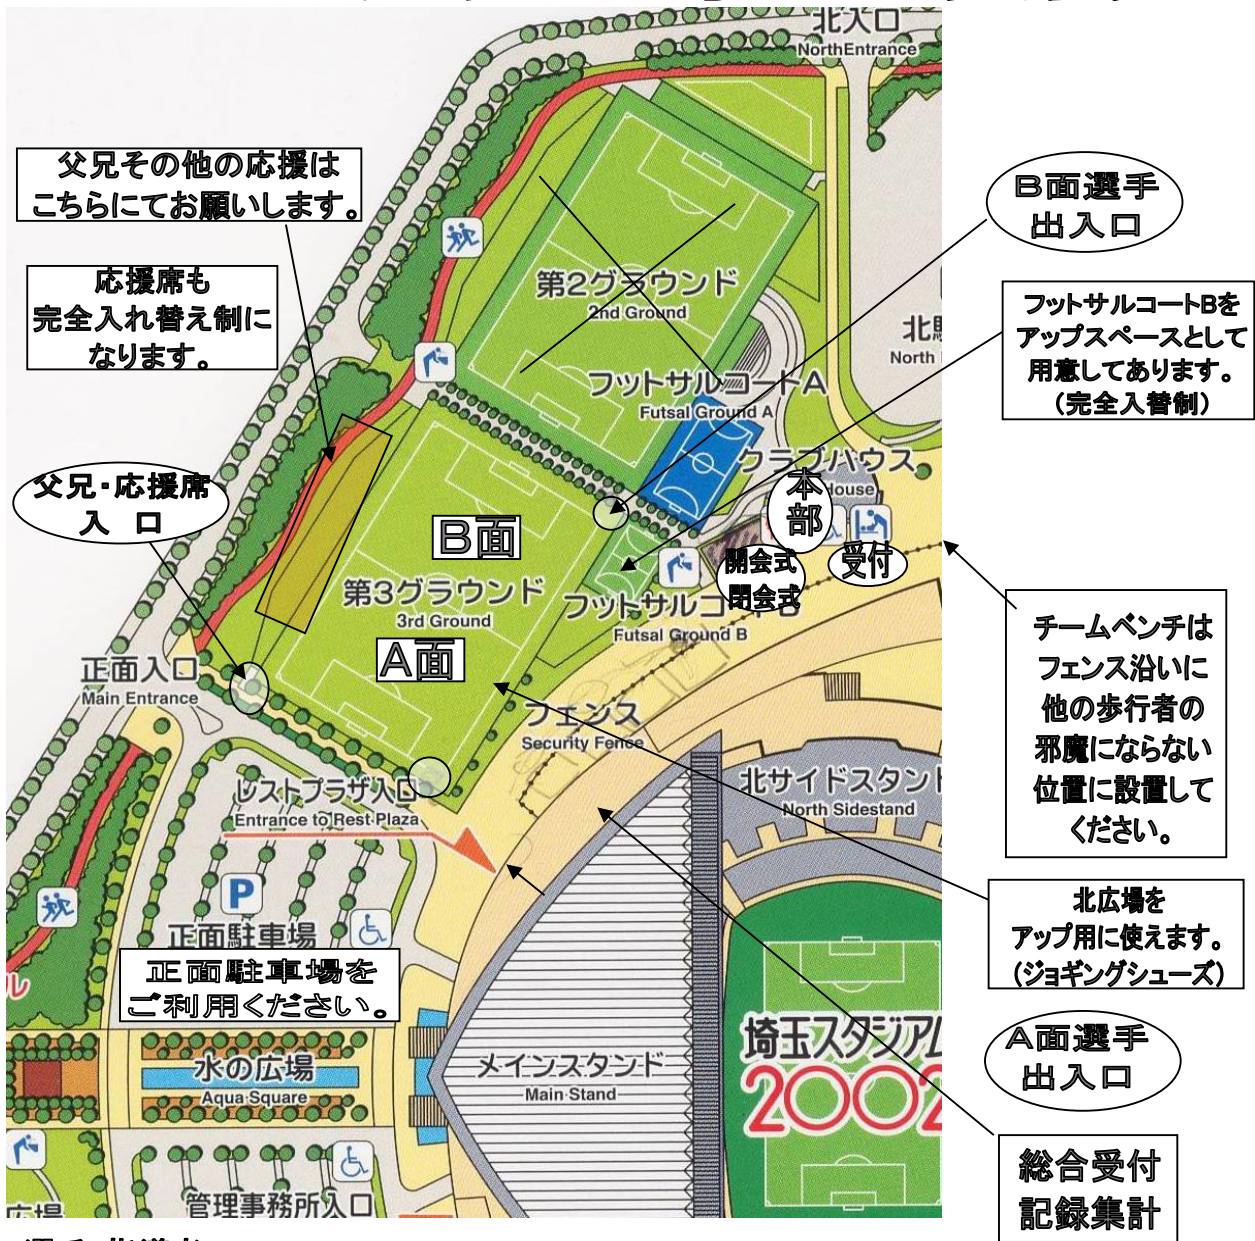 北入口
NorthEntrance
父兄その他の応援は
こちらにてお願いします。
B面選手
出入口
応援席も
完全入れ替え制に
なります。
第2グラウンド
2nd Ground
フットサルコートBを
アップスペースとして
用意してあります。
(完全入替制)
North
フットサルコートA
Futsal Ground A
クラブハウス
House
父兄・応援席
入口
本部
B面
受付
開会式
閉会式
第3グラウンド
3rd Ground
フットサルコートB
Futsal Ground B
A面
チームベンチは
フェンス沿いに
他の歩行者の
邪魔にならない
位置に設置して
ください。
正面入口
Main Entrance
フェンス
Security Fence
レストプラザ入口
Entrance to Rest Plaza
北サイドスタンド
North Sidestand
北広場を
アップ用に使えます。
(ジョギングシューズ)
P
正面駐車場
正面駐車場を
ご利用ください。
ル
A面選手
出入口
水の広場
Aqua Square
メインスタンド
Main Stand
埼玉スタジアム
2002
総合受付
記録集計
広場
管理事務所入口